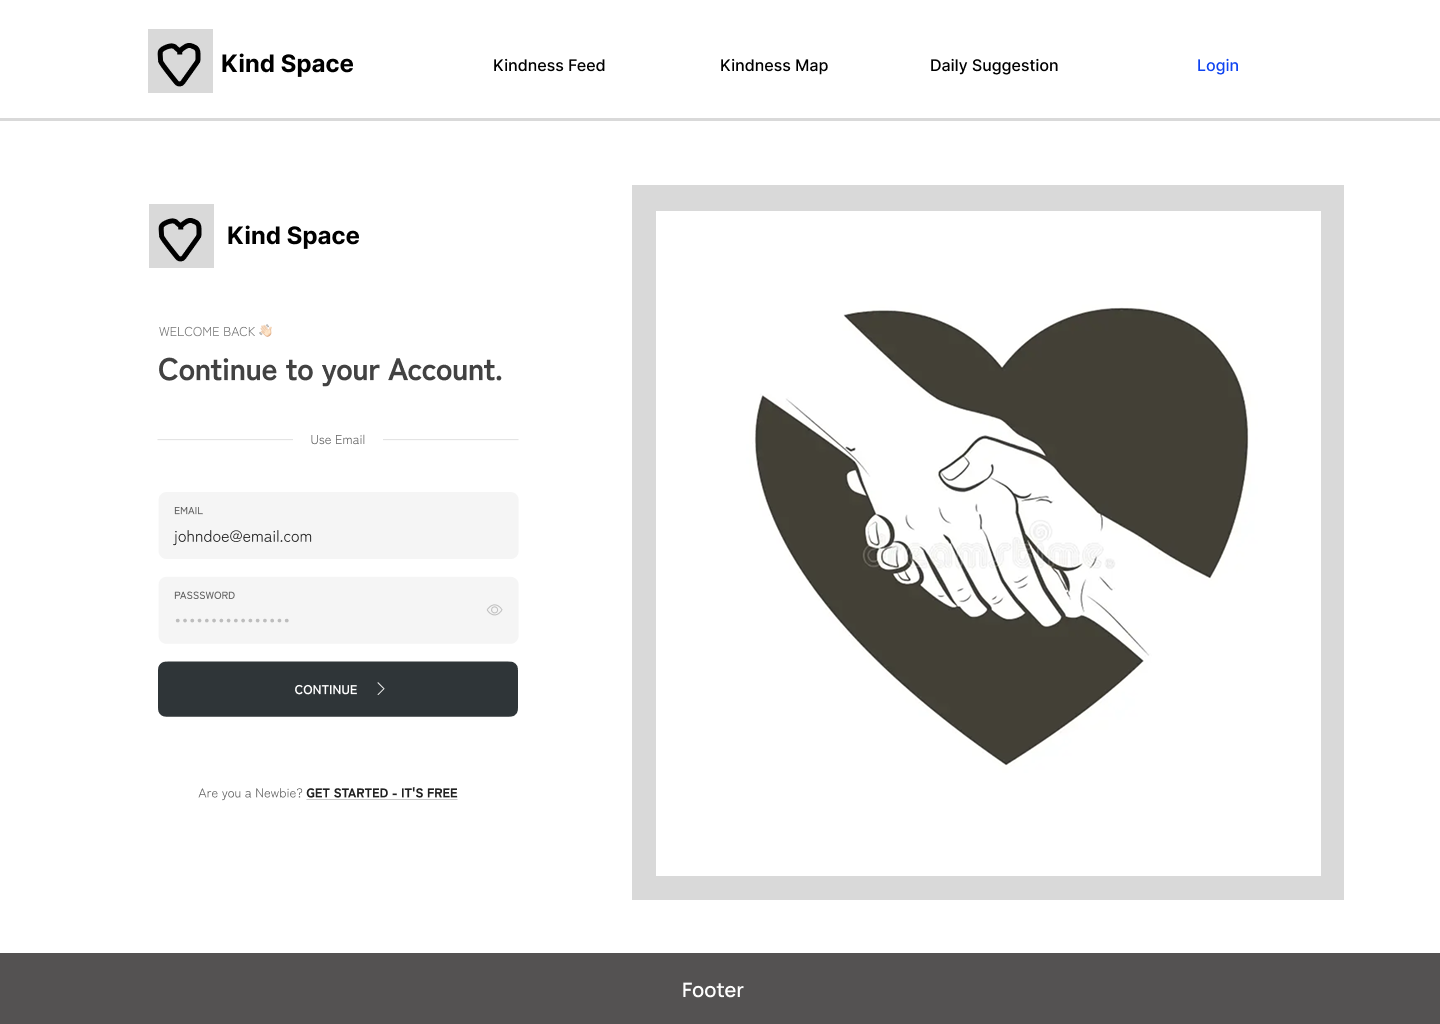 Kind Space
Kindness Feed
Kindness Map
Daily Suggestion
Login
Kind Space
WELCOME BACK 👋🏻
Continue to your Account.
Use Email
EMAIL
johndoe@email.com
PASSSWORD
CONTINUE
Are you a Newbie? GET STARTED - IT'S FREE
dreamstime.
Footer